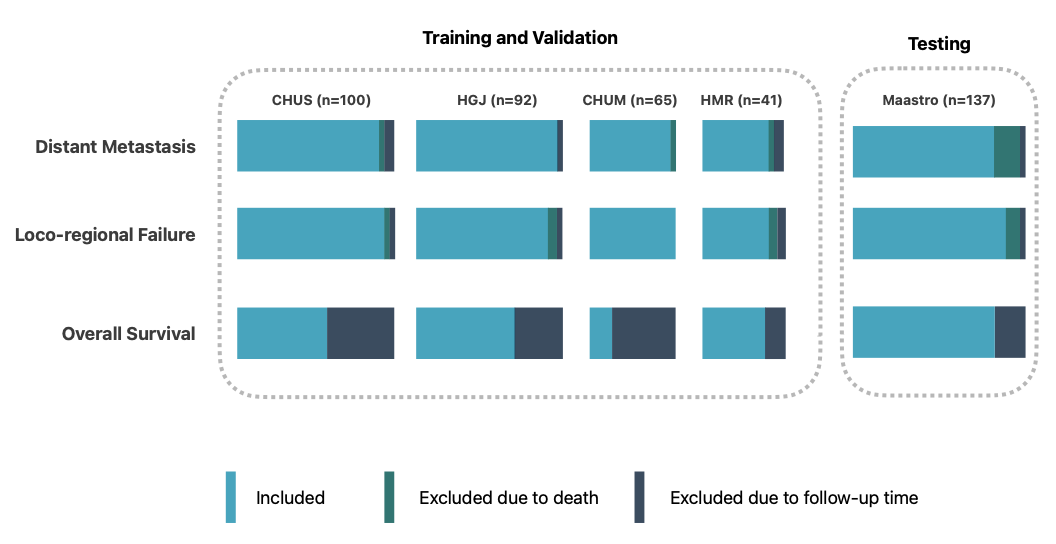 Training and Validation
Testing
CHUS (n=100)
HGJ (n=92)
CHUM (n=65)
HMR (n=41)
Maastro (n=137)
Distant Metastasis
Loco-regional Failure
Overall Survival
Included
Excluded due to death
Excluded due to follow-up time